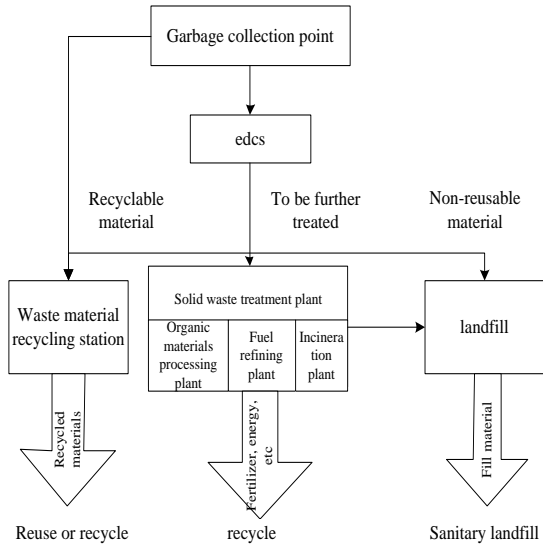 Garbage collection point
edcs
Recyclable
material
To be further
treated
Non-reusable
material
Waste material
recycling station
Solid waste treatment plant
Organic
materials
processing
plant
Fuel
refining
plant
Incinera
tion
plant
landfill
Recycled
materials
Fertilizer, energy,
etc
Fill material
Reuse or recycle
recycle
Sanitary landfill